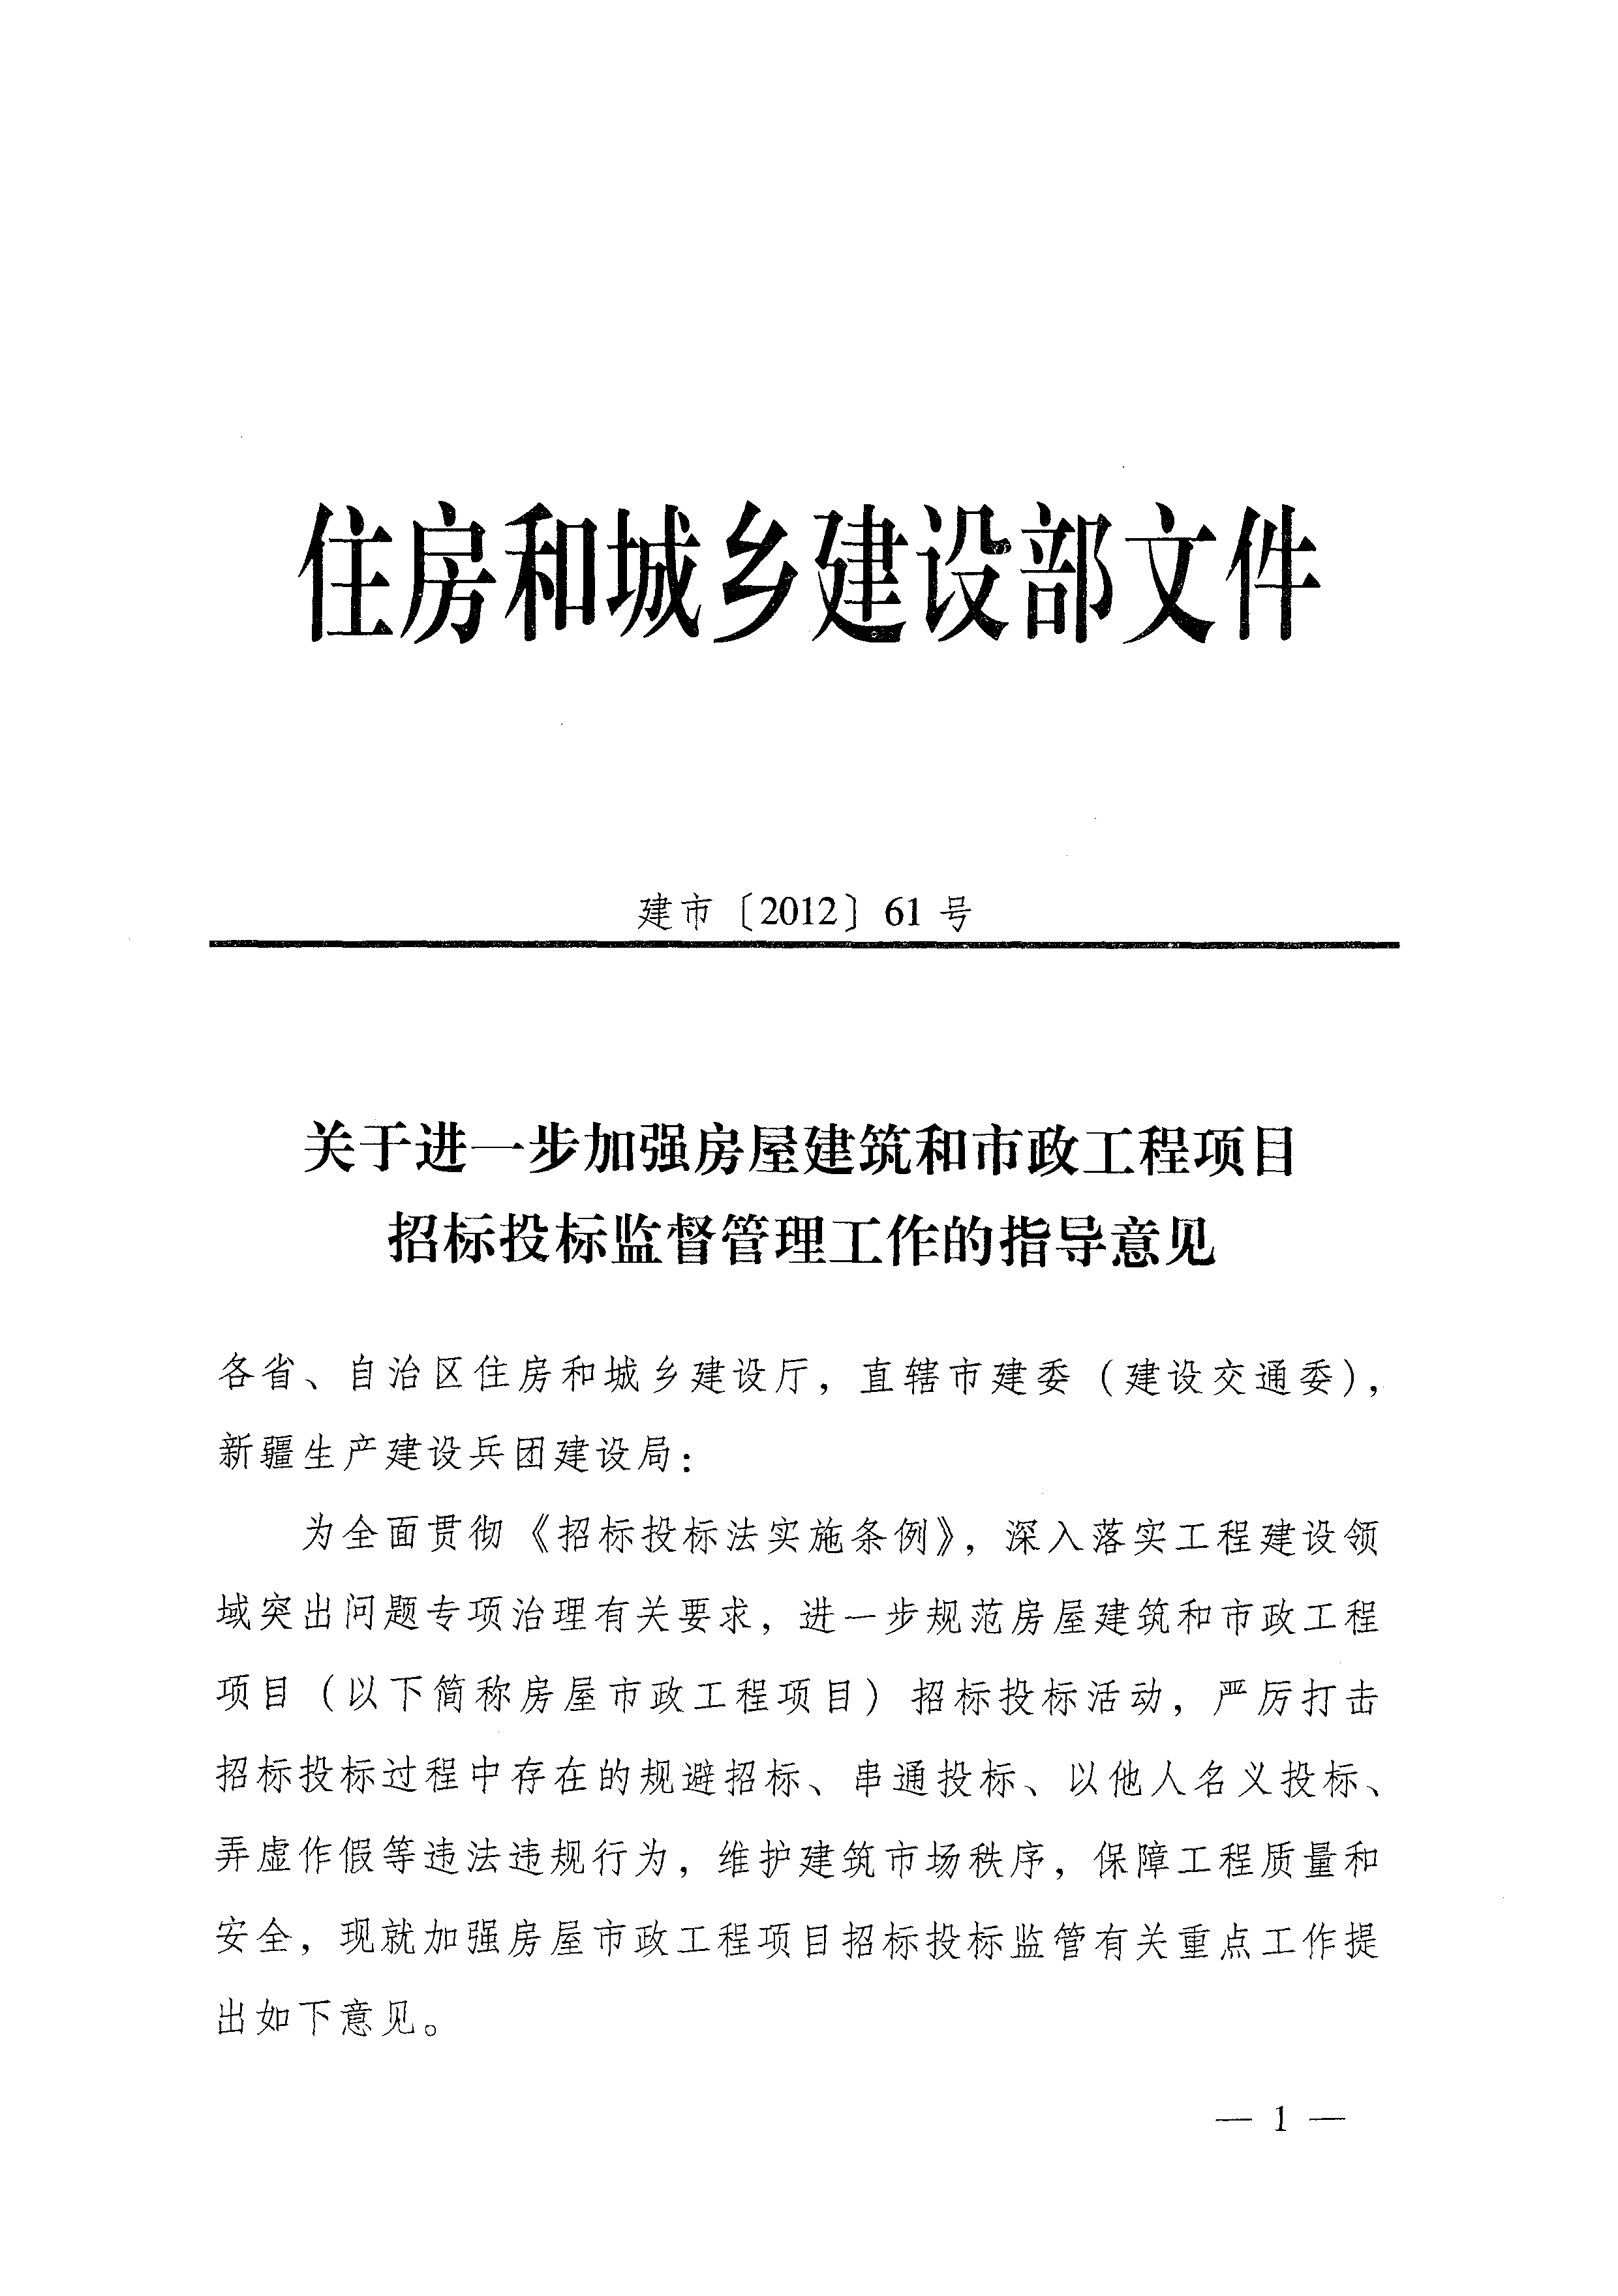 住房和城乡建设部文件
建市〔2012〕61 号
关于进一步加强房屋建筑和市政工程项目
招标投标监督管理工作的指导意见
各省、自治区住房和城乡建设厅，直辖市建委（建设交通委），
新疆生产建设兵团建设局：
为全面贯彻《招标投标法实施条例》，深入落实工程建设领
域突出问题专项治理有关要求，进一步规范房屋建筑和市政工程
项目（以下简称房屋市政工程项目）招标投标活动，严厉打击
招标投标过程中存在的规避招标、串通投标、以他人名义投标、
弄虚作假等违法违规行为，维护建筑市场秩序，保障工程质量和
安全，现就加强房屋市政工程项目招标投标监管有关重点工作提
出如下意见。
— 1 —